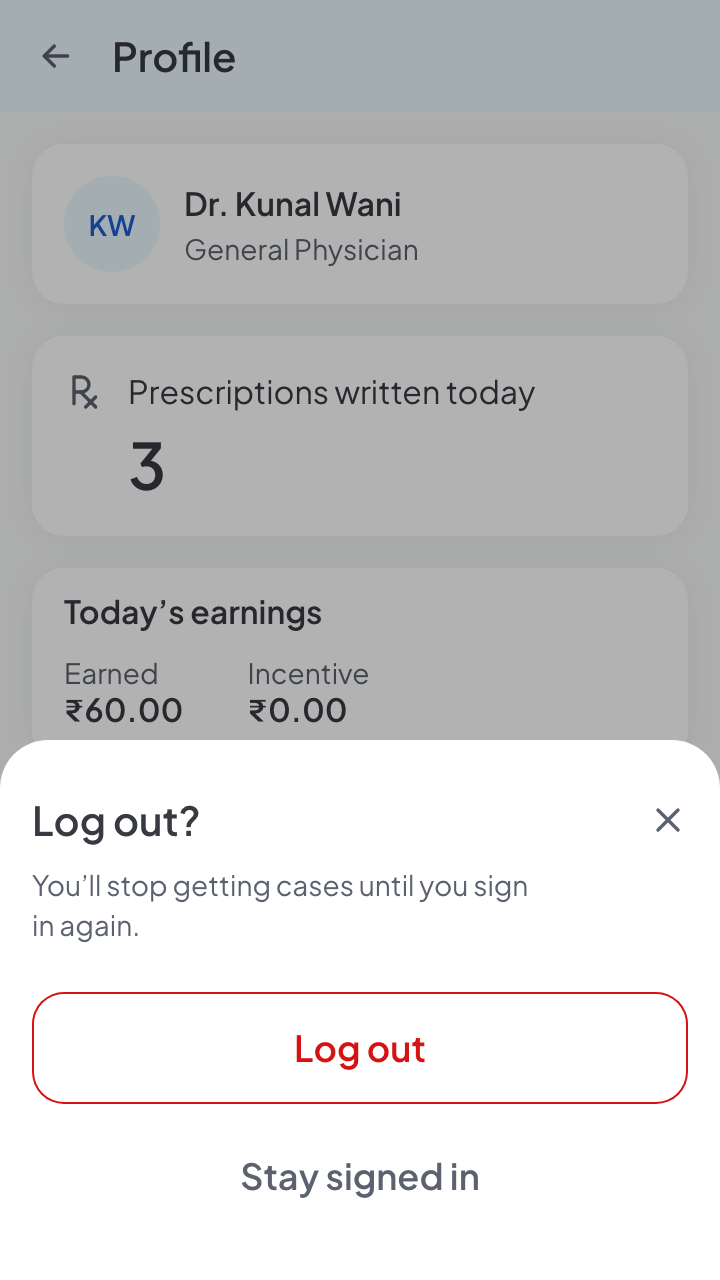 Profile
KW
Dr. Kunal Wani
General Physician
Prescriptions written today
3
Today’s earnings
Earned
Incentive
₹60.00
₹0.00
Log out?
You’ll stop getting cases until you sign
in again.
Log out
Stay signed in